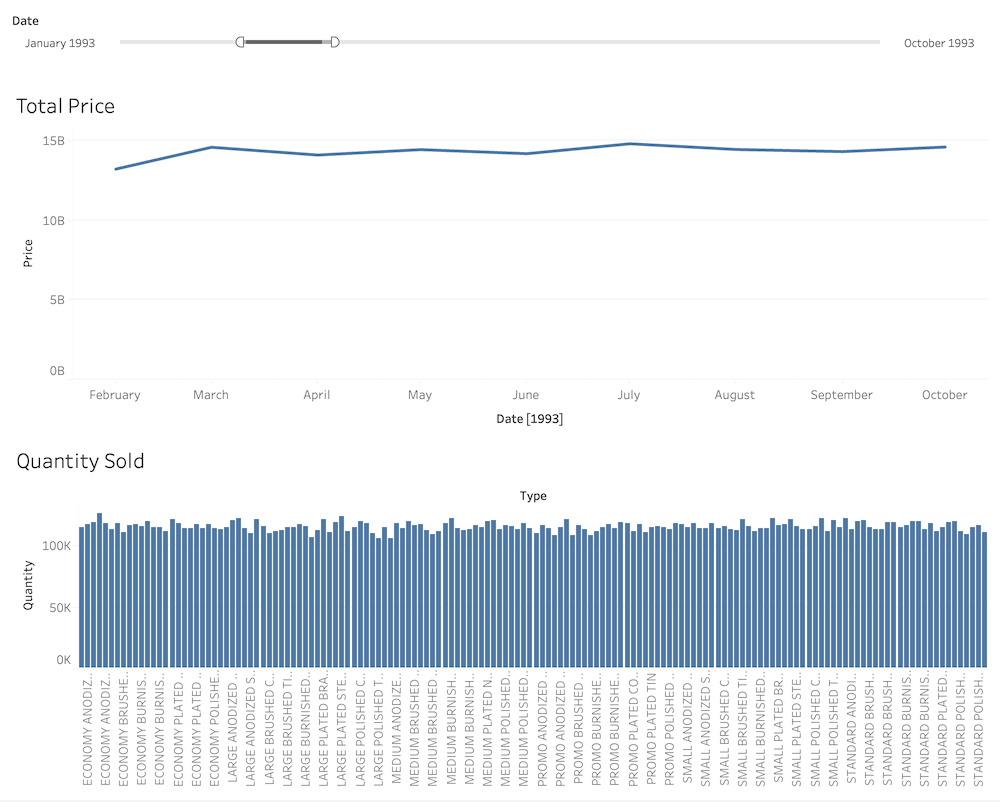 Date
January 1993
October 1993
Total Price
15B
10B
5B
0B
Price
February March April May June July August September October
Date [1993]
Quantity Sold
Type
100K
50K
0K
Quantity
ECONOMY ANODIZ..
ECONOMY ANODIZ..
ECONOMY BRUSHE..
ECONOMY BURNIS..
ECONOMY BURNIS..
ECONOMY PLATED ..
ECONOMY PLATED ..
ECONOMY POLISHE..
LARGE ANODIZED ..
LARGE ANODIZED S..
LARGE BRUSHED C..
LARGE BRUSHED TI..
LARGE BURNISHED..
LARGE PLATED BRA..
LARGE PLATED STE..
LARGE POLISHED C..
LARGE POLISHED T..
MEDIUM ANODIZE..
MEDIUM BRUSHED ..
MEDIUM BRUSHED ..
MEDIUM BURNISH..
MEDIUM BURNISH..
MEDIUM PLATED N..
MEDIUM POLISHED..
MEDIUM POLISHED..
PROMO ANODIZED ..
PROMO ANODIZED ..
PROMO BRUSHED ..
PROMO BURNISHE..
PROMO BURNISHE..
PROMO PLATED CO..
PROMO PLATED TIN
PROMO POLISHED ..
SMALL ANODIZED ..
SMALL ANODIZED S..
SMALL BRUSHED C..
SMALL BRUSHED TI..
SMALL BURNISHED..
SMALL PLATED BR..
SMALL PLATED STE..
SMALL POLISHED C..
SMALL POLISHED T..
STANDARD ANODI..
STANDARD BRUSH..
STANDARD BRUSH..
STANDARD BURNIS..
STANDARD BURNIS..
STANDARD PLATED..
STANDARD POLISH..
STANDARD POLISH..